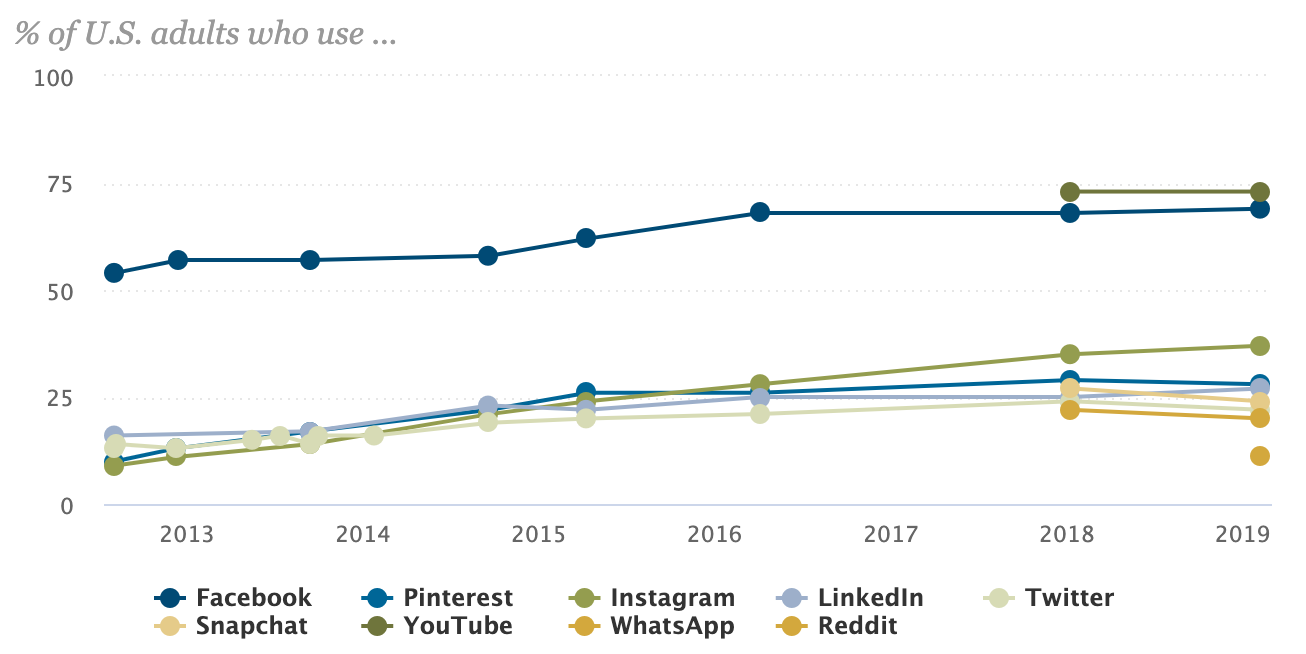 % of U.S. adults who use ...
100
75
50
25
0
2013 2014 2015 2016 2017 2018 2019
Facebook Pinterest Instagram LinkedIn Twitter
Snapchat YouTube WhatsApp Reddit